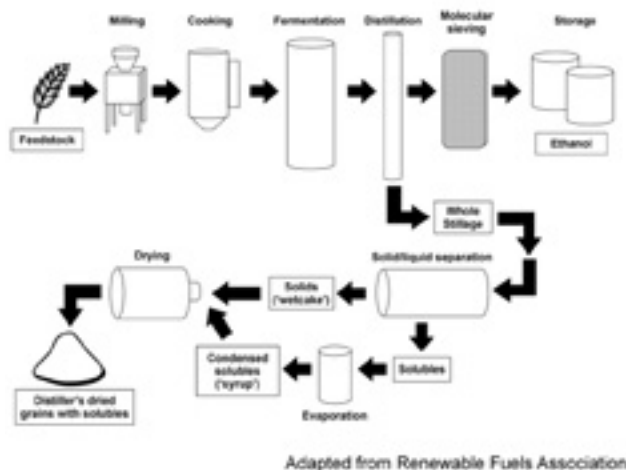 Milling
Cooking
Fermentation
Distillation
Molecular
sieving
Storage
Feedstock
Ethanol
Whole
Stillage
Solid/liquid separation
Drying
Solids
('wetcake')
Solubles
Condensed
solubles
('syrup')
Evaporation
Distiller's dried
grains with solubles
Adapted from Renewable Fuels Association